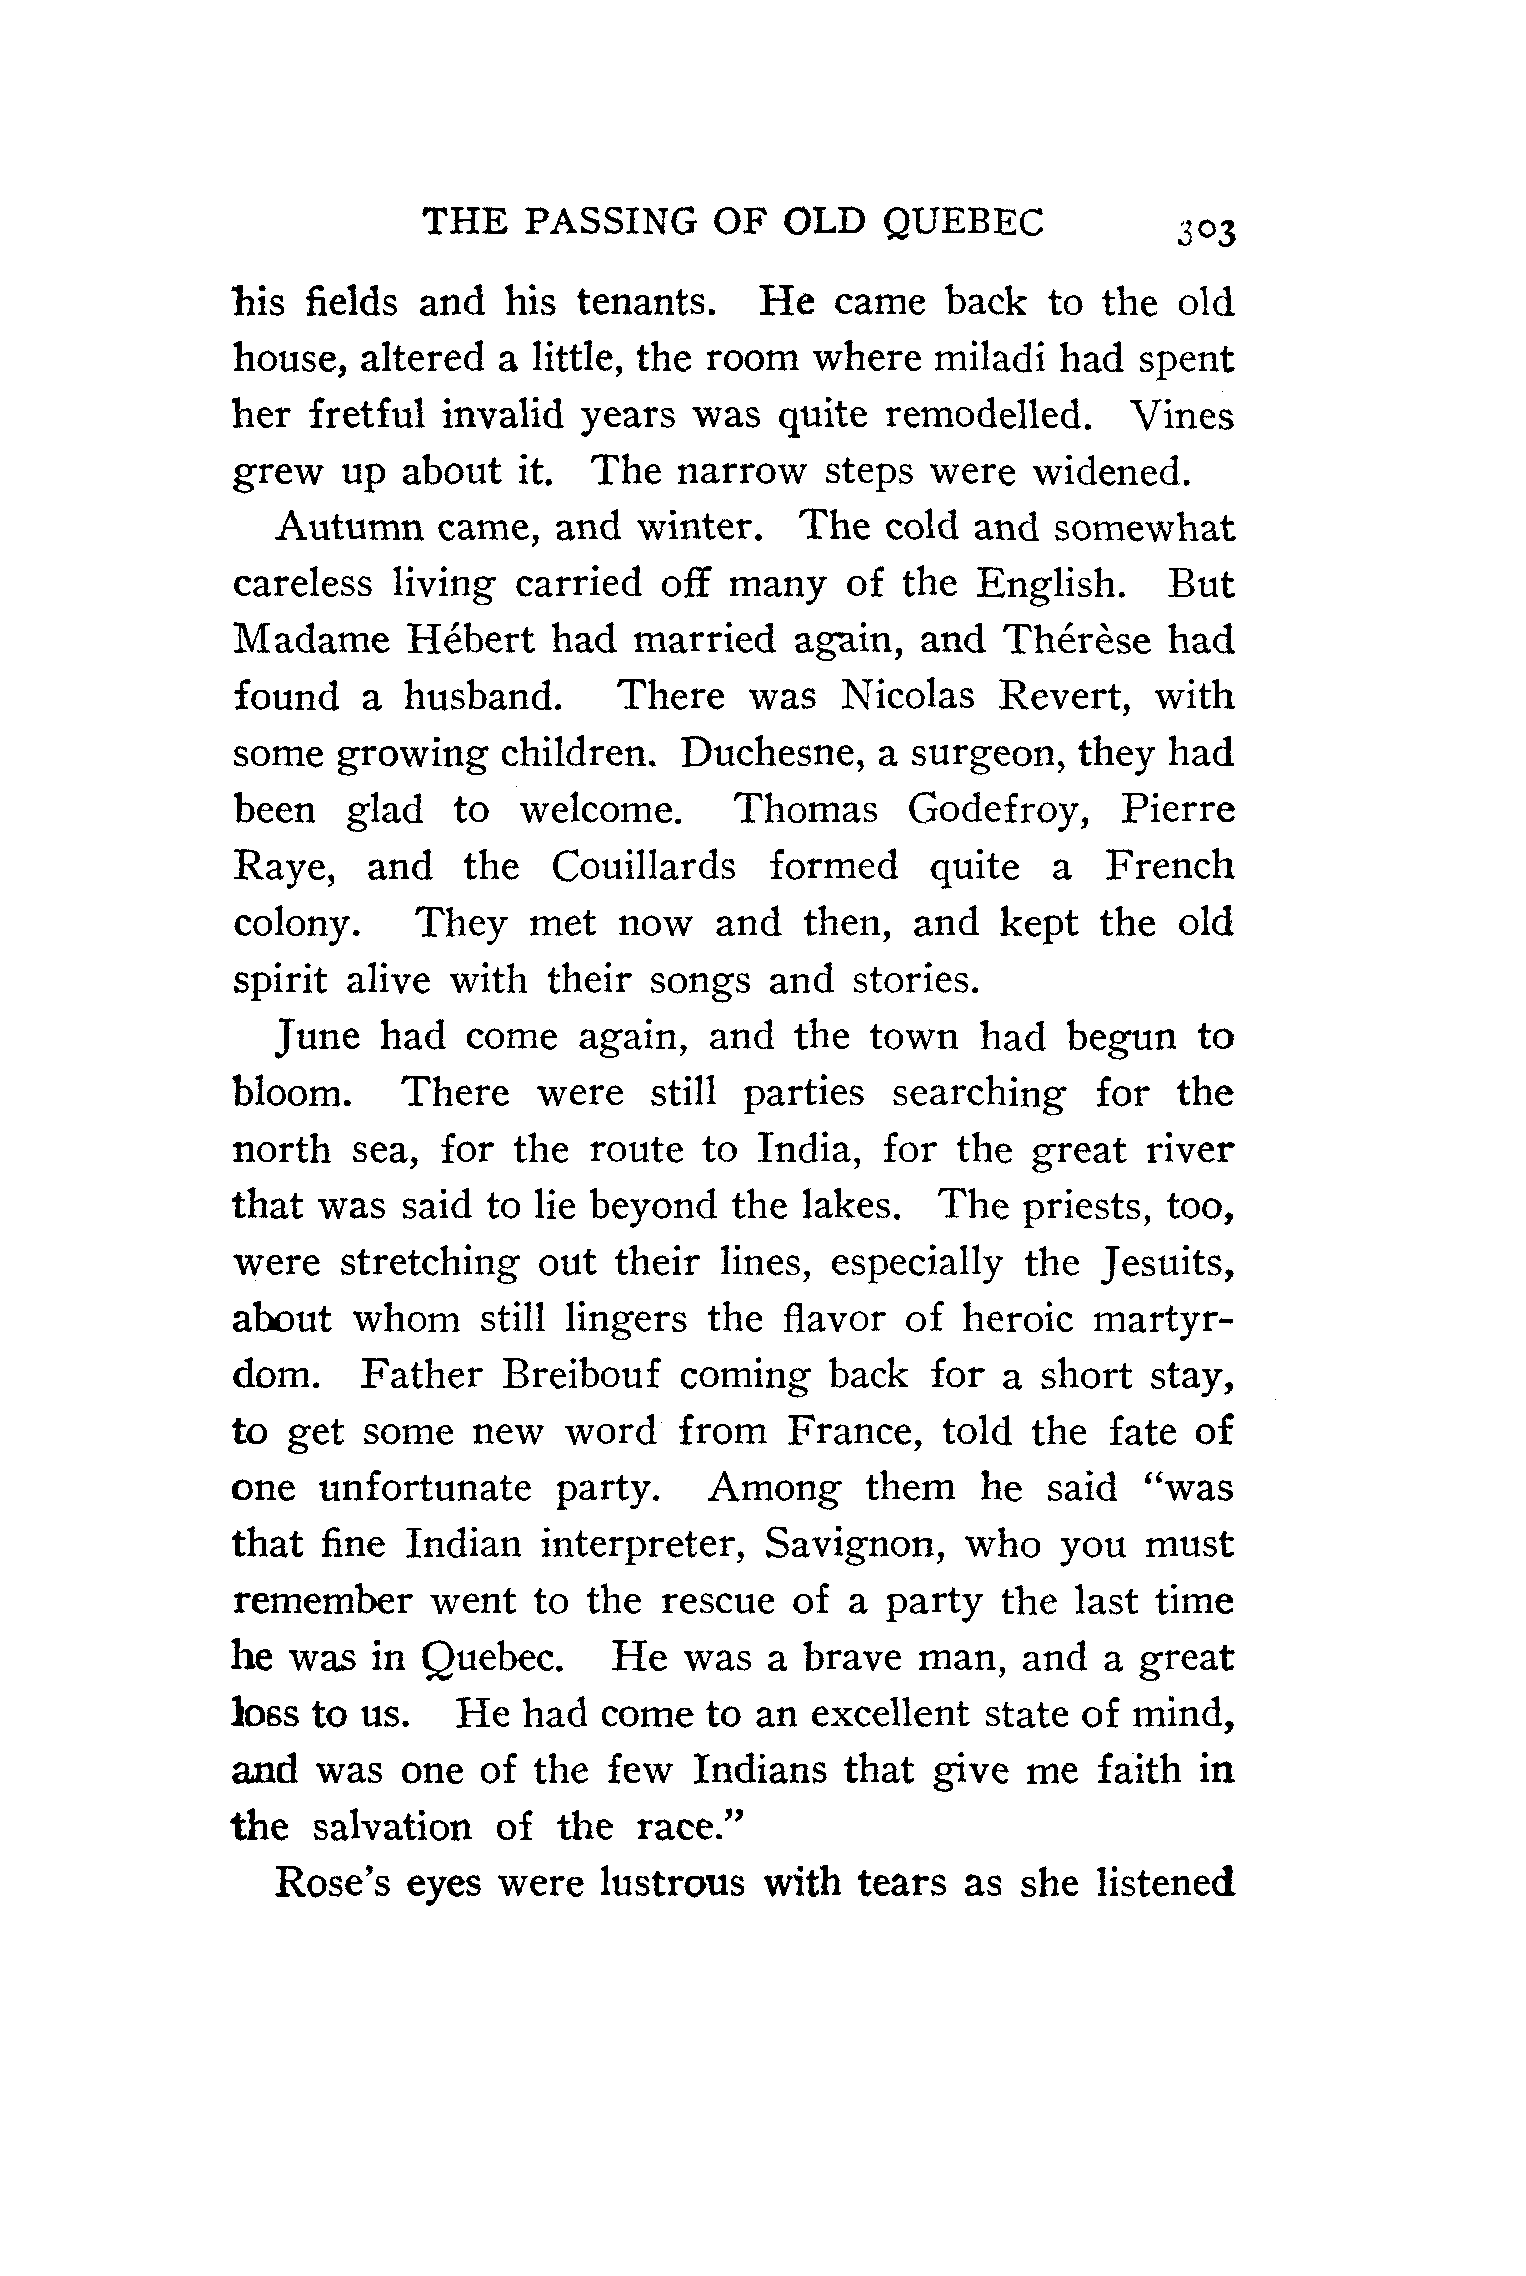 THE PASSING OF OLD QUEBEC 303
his fields and his tenants. He came back to the old
house, altered a little, the room where miladi had spent
her fretful invalid years was quite remodelled. Vines
grew up about it. The narrow steps were widened.
Autumn came, and winter. The cold and somewhat
careless living carried off many of the English. But
Madame Hébert had married again, and Thérèse had
found a husband. There was Nicolas Revert, with
some growing children. Duchesne, a surgeon, they had
been glad to welcome. Thomas Godefroy, Pierre
Raye, and the Couillards formed quite a French
colony. They met now and then, and kept the old
spirit alive with their songs and stories.
June had come again, and the town had begun to
bloom. There were still parties searching for the
north sea, for the route to India, for the great river
that was said to lie beyond the lakes. The priests, too,
were stretching out their lines, especially the Jesuits,
about whom still lingers the flavor of heroic martyr-
dom. Father Breibouf coming back for a short stay,
to get some new word from France, told the fate of
one unfortunate party. Among them he said “was
that fine Indian interpreter, Savignon, who you must
remember went to the rescue of a party the last time
he was in Quebec. He was a brave man, and a great
loss to us. He had come to an excellent state of mind,
and was one of the few Indians that give me faith in
the salvation of the race.”
Rose’s eyes were lustrous with tears as she listened